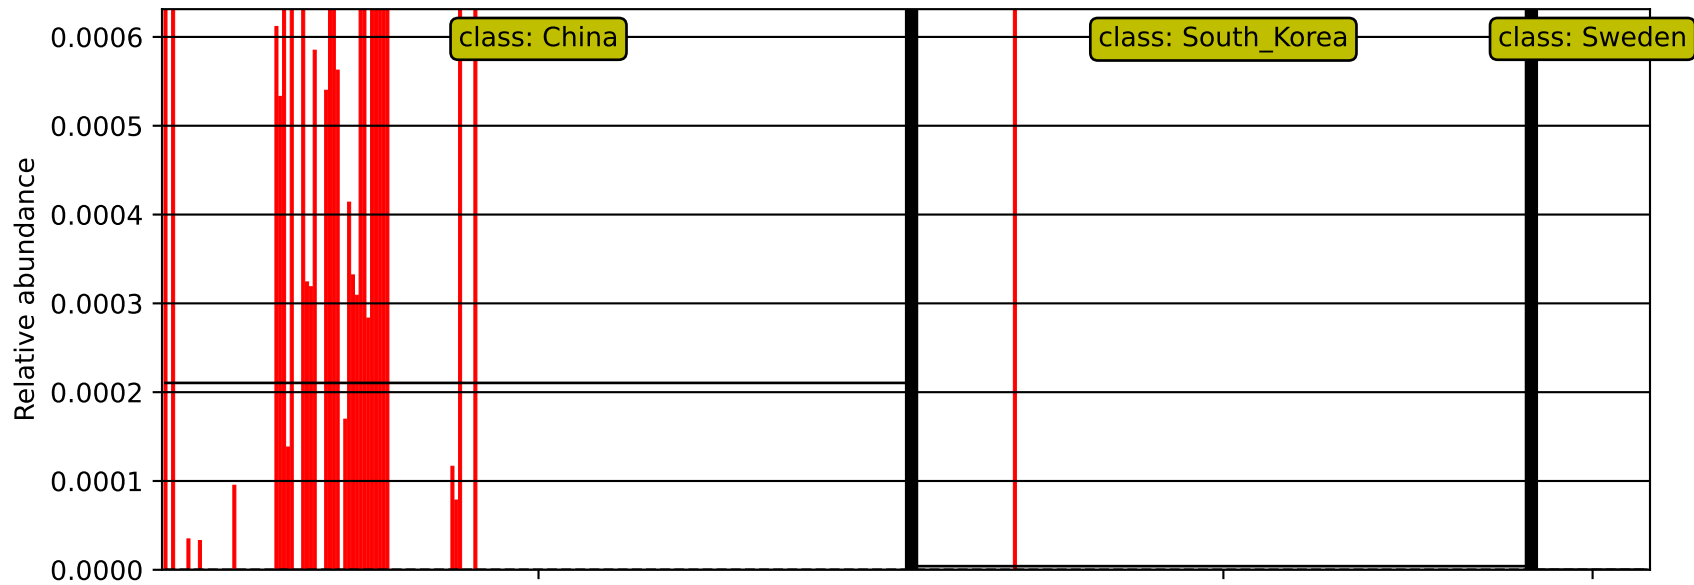 class: China
class: South_Korea
class: Sweden
0.0006
0.0005
0.0004
0.0003
0.0002
0.0001
0.0000
Relative abundance